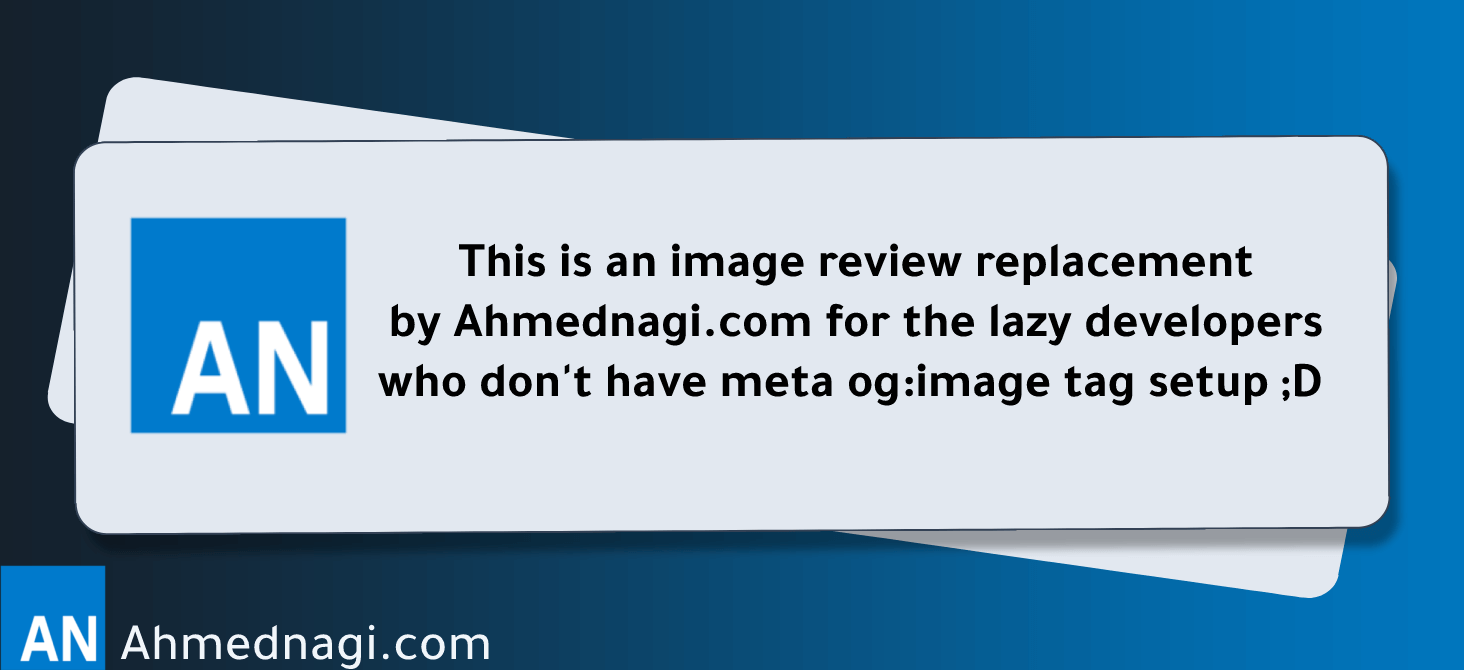 AN
This is an image review replacement
by Ahmednagi.com for the lazy developers
who don't have meta og:image tag setup ;D
AN
Ahmednagi.com